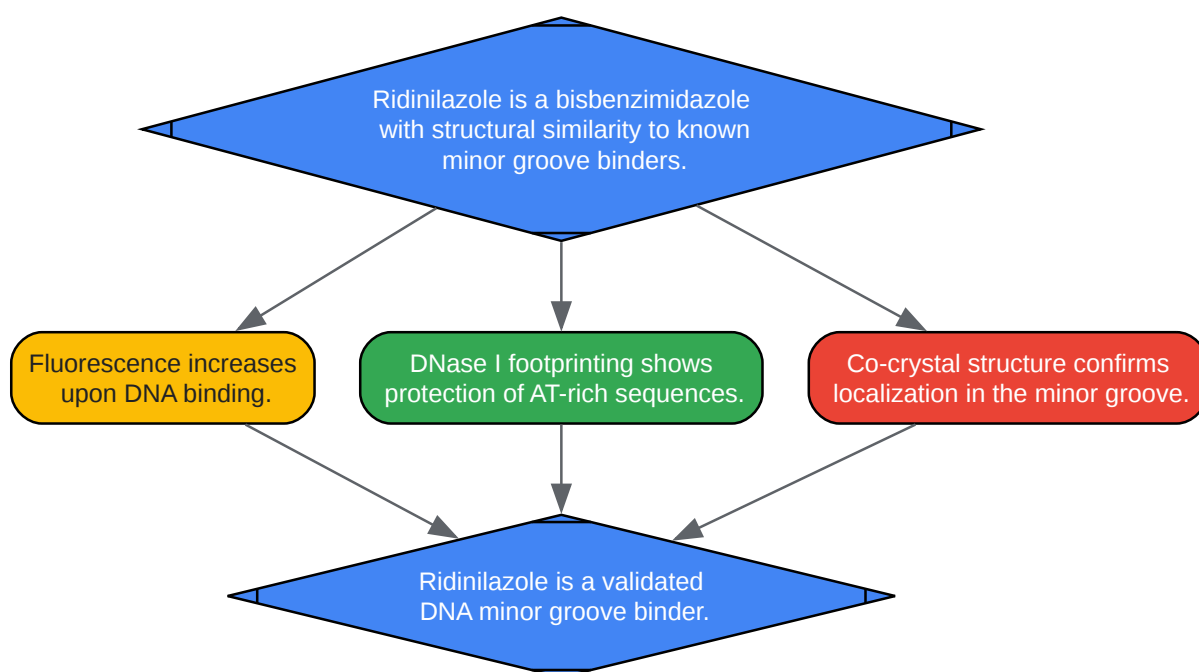 Ridinilazole is a bisbenzimidazole
with structural similarity to known
minor groove binders.
Fluorescence increases
upon DNA binding.
DNase I footprinting shows
protection of AT-rich sequences.
Co-crystal structure confirms
localization in the minor groove.
Ridinilazole is a validated
DNA minor groove binder.